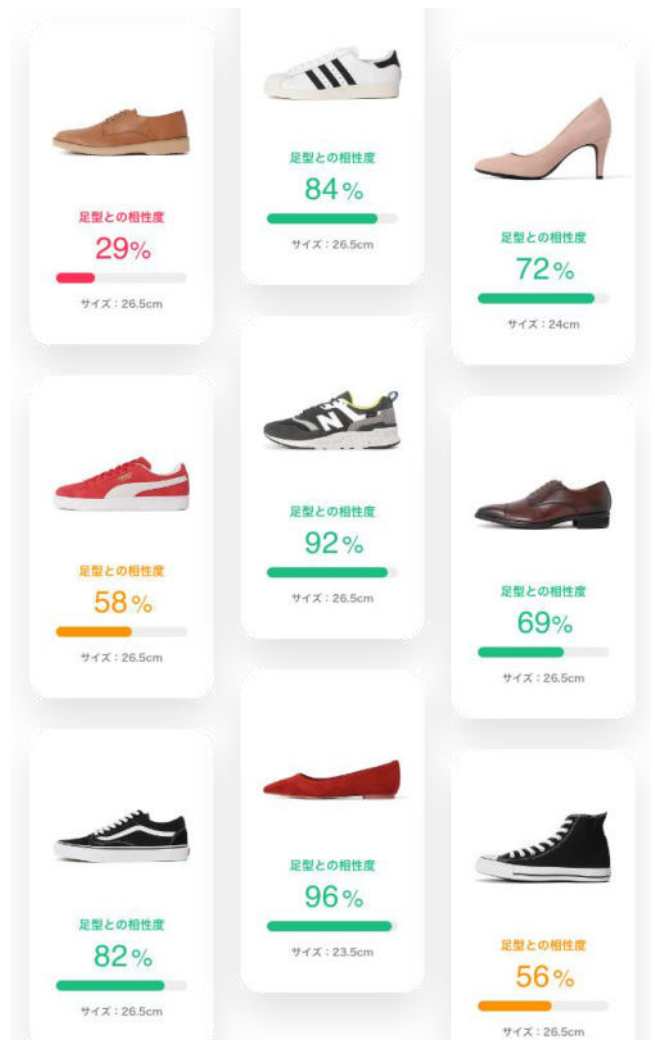 足型との相性度
29%
サイズ：26.5cm
足型との相性度
58%
サイズ：26.5cm
足型との相性度
82%
サイズ：26.5cm
足型との相性度
84%
サイズ：26.5cm
N
足型との相性度
92%
サイズ：26.5cm
足型との相性度
96%
サイズ：23.5cm
足型との相性度
72%
サイズ：24cm
足型との相性度
69%
サイズ：26.5cm
足型との相性度
56%
サイズ：26.5cm